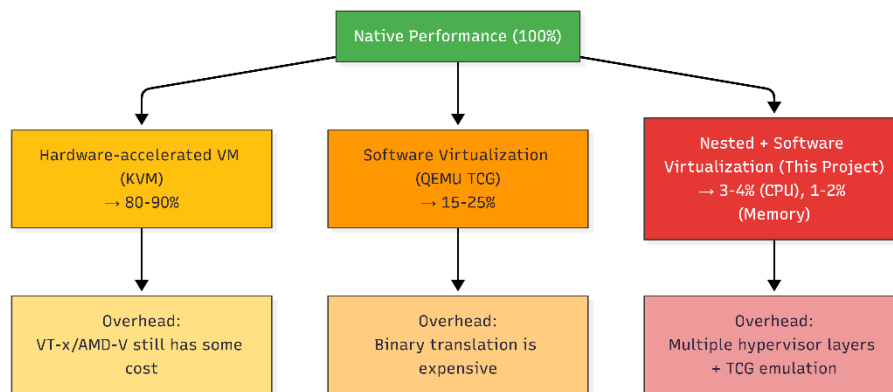 Native Performance (100%)
Hardware-accelerated VM
(KVM)
→ 80-90%
Software Virtualization
(QEMU TCG)
→ 15-25%
Nested + Software
Virtualization (This Project)
→ 3-4% (CPU), 1-2%
(Memory)
Overhead:
VT-x/AMD-V still has some
cost
Overhead:
Binary translation is
expensive
Overhead:
Multiple hypervisor layers
+ TCG emulation